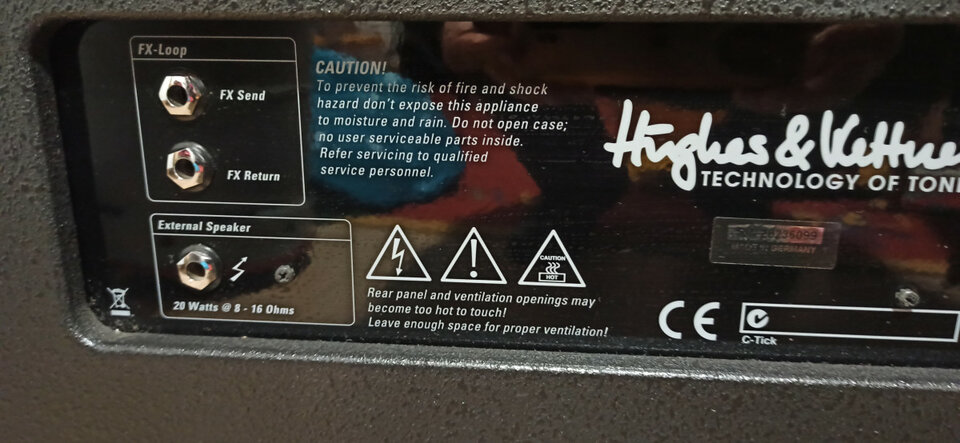 FX-Loop
FX Send
FX Return
CAUTION!
To prevent the risk of fire and shock
hazard don't expose this appliance
to moisture and rain. Do not open case;
no user serviceable parts inside.
Refer servicing to qualified
service personnel.
Hughes & Kettne
TECHNOLOGY OF TON
External Speaker
20 Watts @ 8 - 16 Ohms
CAUTION
HOT
Rear panel and ventilation openings may
become too hot to touch!
Leave enough space for proper ventilation!
MADE IN GERMANY
CE
C-Tick